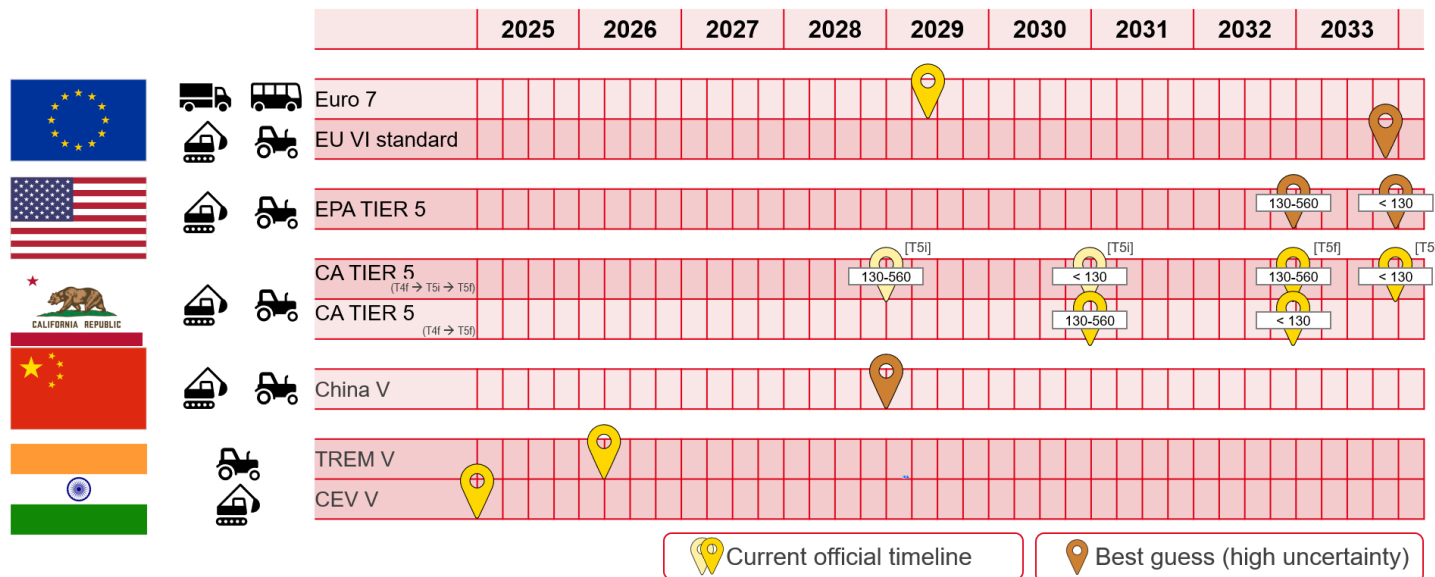 2025 2026 2027 2028 2029 2030 2031 2032 2033
Euro 7
EU VI standard
EPA TIER 5 130-560 < 130
[T5i] [T5i] [T5f] [T5
CA TIER 5 130-560 < 130 130-560 < 130
(T4f → T5i → T5f)
CALIFORNIA REPUBLIC
CA TIER 5 130-560 < 130
(T4f → T5f)
China V
TREM V
CEV V
Current official timeline
Best guess (high uncertainty)